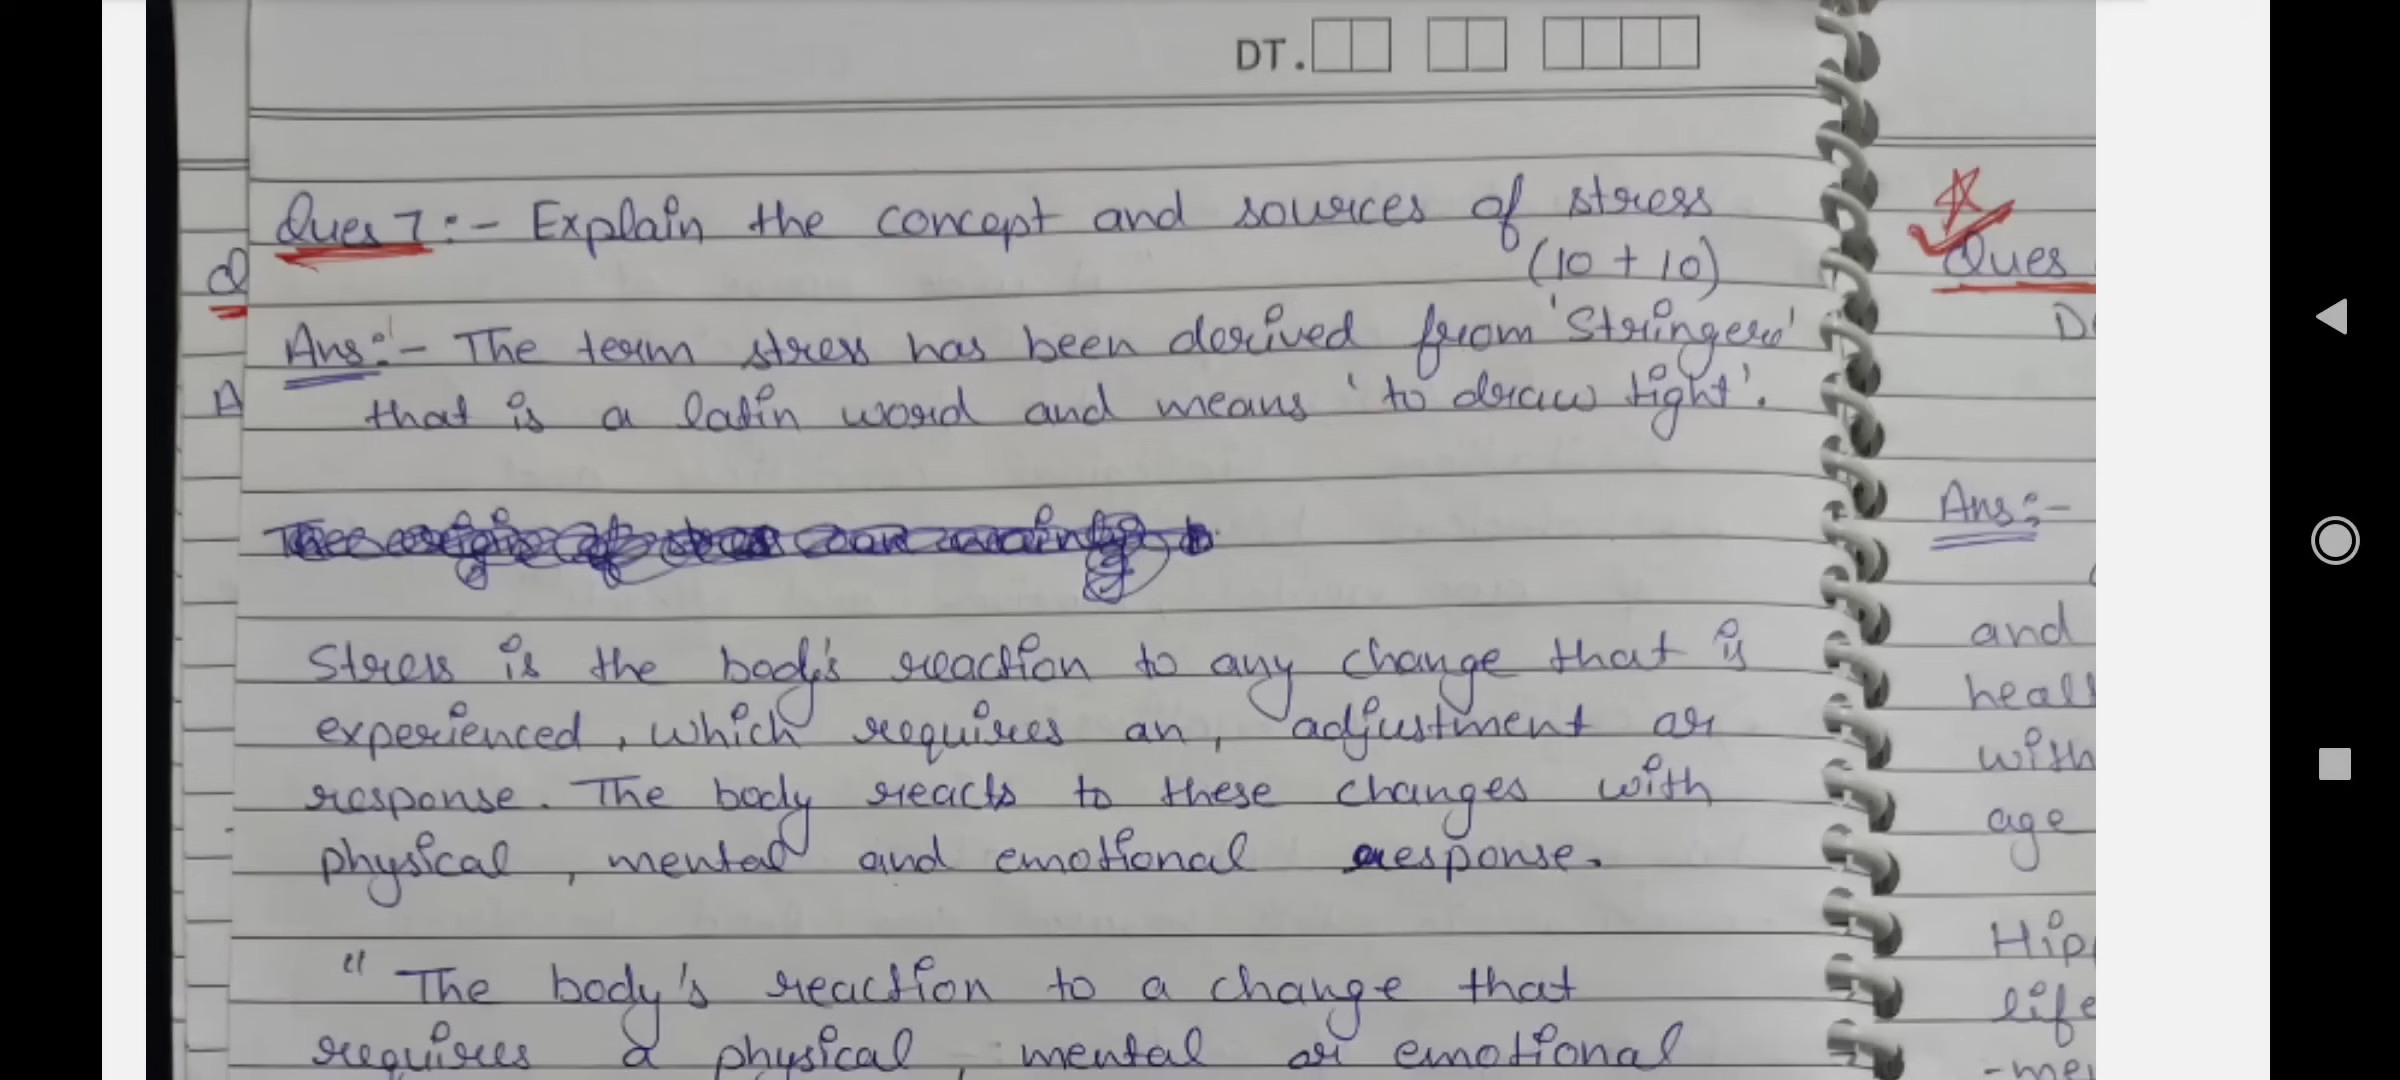 DT.
Ques 7:- Explain the concept and sources of stress
(10 + 10)
Ans:- The term stress has been derived from 'Stringere'
that is a latin word and means 'to draw tight'.
Stress is the body's reaction to any change that is
experienced, which requires an, adjustment or
response. The body reacts to these changes with
physical, mental and emotional response.
" The body's reaction to a change that
requires a physical, mental or emotional
Q
A
Ques
Ans:-
and
with
age
life